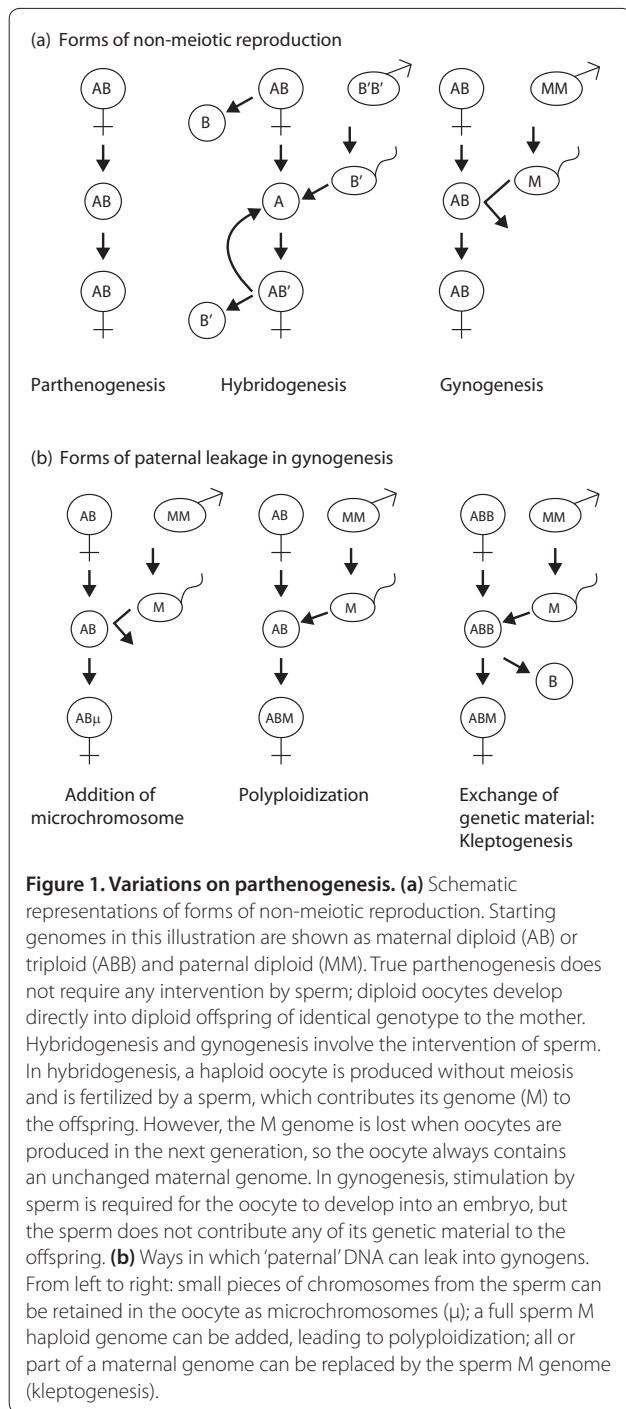 (a) Forms of non-meiotic reproduction
AB AB B'B' AB MM
B
AB A B' AB M
AB AB' AB
B'
Parthenogenesis Hybridogenesis Gynogenesis
(b) Forms of paternal leakage in gynogenesis
AB MM AB MM ABB MM
AB M AB M ABB M
B
ABμ ABM ABM
Addition of
microchromosome
Polyploidization
Exchange of
genetic material:
Kleptogenesis
Figure 1. Variations on parthenogenesis. (a) Schematic
representations of forms of non-meiotic reproduction. Starting
genomes in this illustration are shown as maternal diploid (AB) or
triploid (ABB) and paternal diploid (MM). True parthenogenesis does
not require any intervention by sperm; diploid oocytes develop
directly into diploid offspring of identical genotype to the mother.
Hybridogenesis and gynogenesis involve the intervention of sperm.
In hybridogenesis, a haploid oocyte is produced without meiosis
and is fertilized by a sperm, which contributes its genome (M) to
the offspring. However, the M genome is lost when oocytes are
produced in the next generation, so the oocyte always contains
an unchanged maternal genome. In gynogenesis, stimulation by
sperm is required for the oocyte to develop into an embryo, but
the sperm does not contribute any of its genetic material to the
offspring. (b) Ways in which 'paternal' DNA can leak into gynogens.
From left to right: small pieces of chromosomes from the sperm can
be retained in the oocyte as microchromosomes (μ); a full sperm M
haploid genome can be added, leading to polyploidization; all or
part of a maternal genome can be replaced by the sperm M genome
(kleptogenesis).